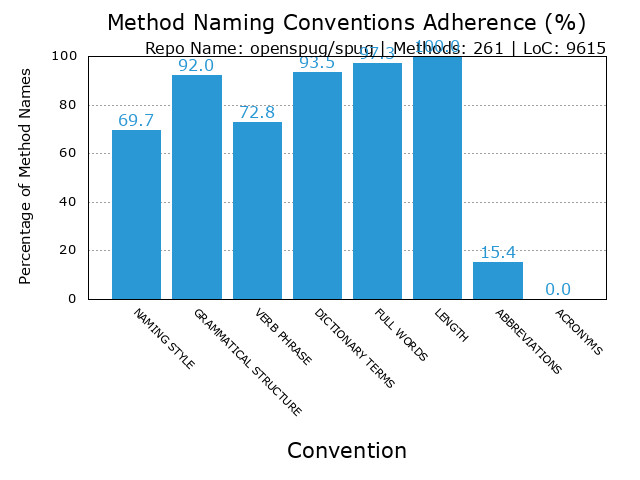 Method Naming Conventions Adherence (%)
Repo Name: openspug/spug | Methods: 261 | LoC: 9615
Percentage of Method Names
100
80
60
40
20
0
69.7
92.0
72.8
93.5
97.3
100.0
15.4
0.0
NAMING STYLE
GRAMMATICAL STRUCTURE
VERB PHRASE
DICTIONARY TERMS
FULL WORDS
LENGTH
ABBREVIATIONS
ACRONYMS
Convention